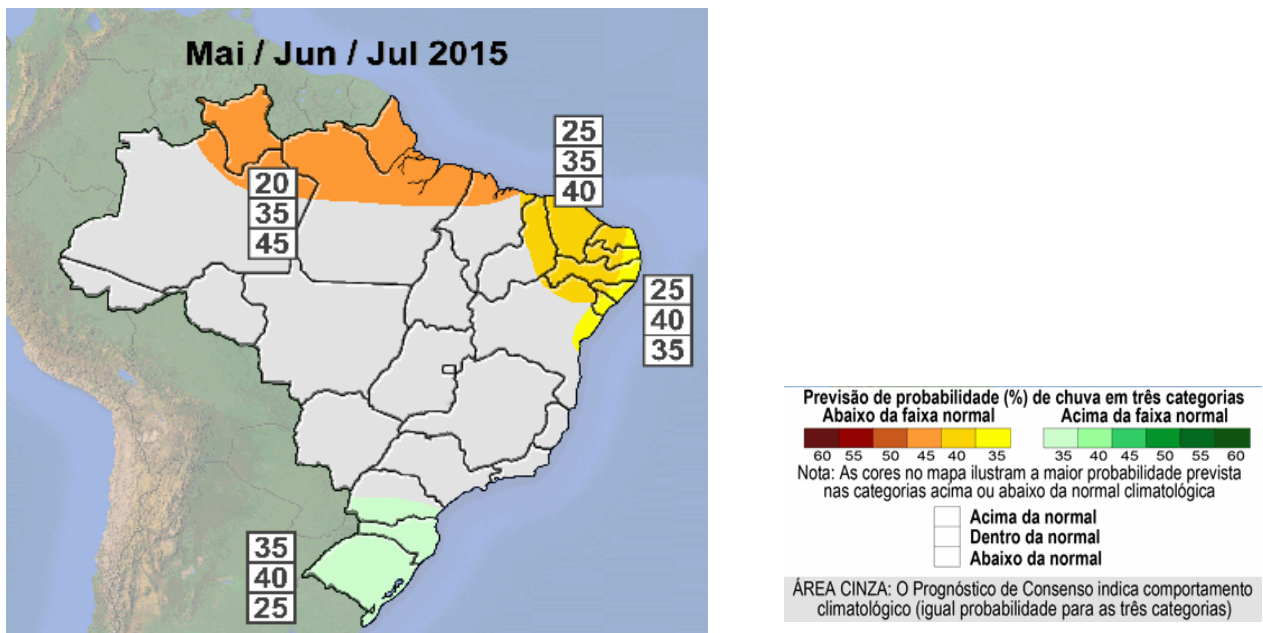 Mai / Jun / Jul 2015
25
35
40
20
35
45
25
40
35
35
40
25
Previsão de probabilidade (%) de chuva em três categorias
Abaixo da faixa normal Acima da faixa normal
60 55 50 45 40 35 35 40 45 50 55 60
Nota: As cores no mapa ilustram a maior probabilidade prevista
nas categorias acima ou abaixo da normal climatológica
Acima da normal
Dentro da normal
Abaixo da normal
ÁREA CINZA: O Prognóstico de Consenso indica comportamento
climatológico (igual probabilidade para as três categorias)